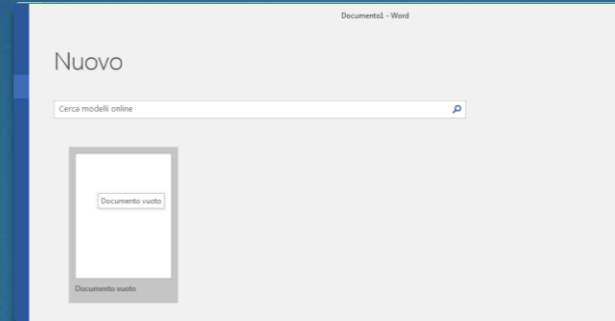 Documento1 - Word
Nuovo
Cerca modelli online
Documento vuoto
Documento vuoto